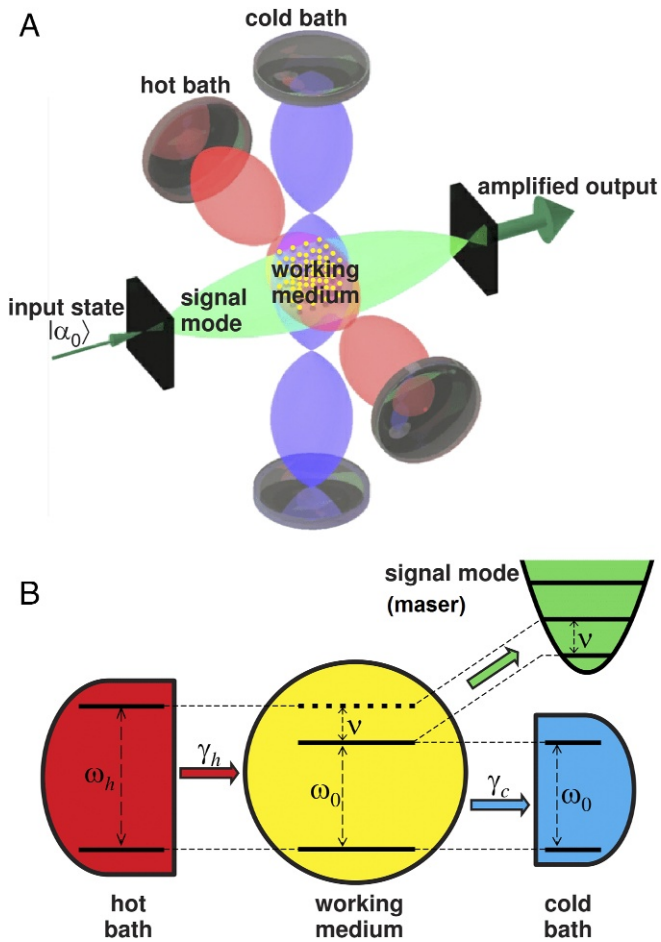 A
cold bath
hot bath
amplified output
working
medium
input state
|α₀⟩
signal
mode
B
signal mode
(maser)
ν
ν
γₕ
ωₕ
ω₀
γ_c
ω₀
hot
bath
working
medium
cold
bath